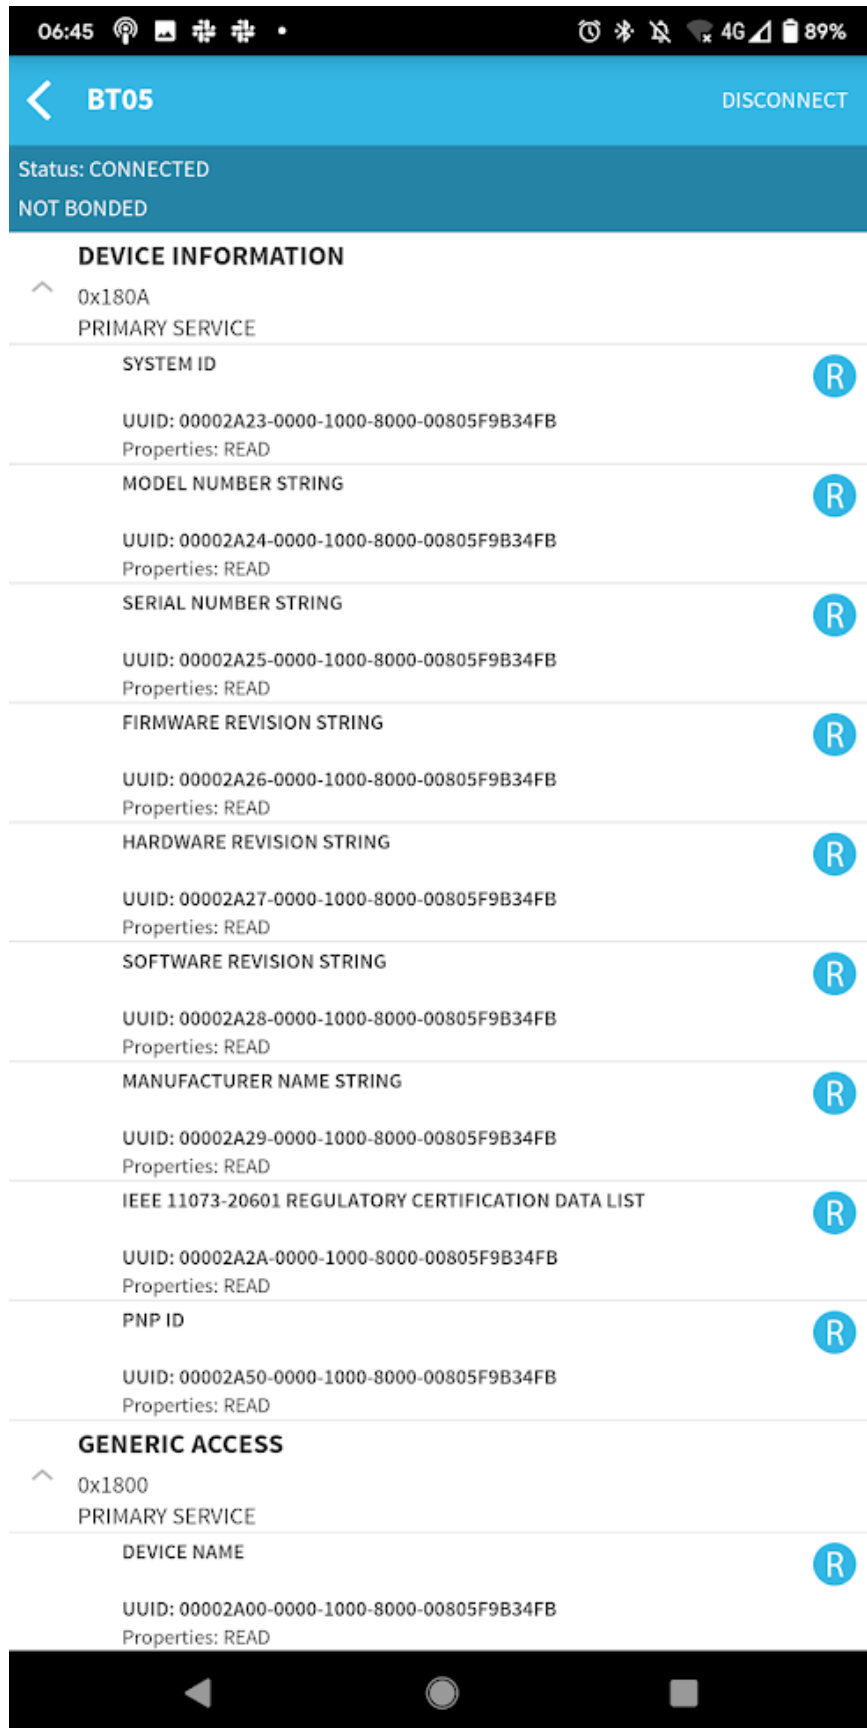 06:45 4G 89%
BT05 DISCONNECT
Status: CONNECTED
NOT BONDED
DEVICE INFORMATION
0x180A
PRIMARY SERVICE
SYSTEM ID
R
UUID: 00002A23-0000-1000-8000-00805F9B34FB
Properties: READ
MODEL NUMBER STRING
R
UUID: 00002A24-0000-1000-8000-00805F9B34FB
Properties: READ
SERIAL NUMBER STRING
R
UUID: 00002A25-0000-1000-8000-00805F9B34FB
Properties: READ
FIRMWARE REVISION STRING
R
UUID: 00002A26-0000-1000-8000-00805F9B34FB
Properties: READ
HARDWARE REVISION STRING
R
UUID: 00002A27-0000-1000-8000-00805F9B34FB
Properties: READ
SOFTWARE REVISION STRING
R
UUID: 00002A28-0000-1000-8000-00805F9B34FB
Properties: READ
MANUFACTURER NAME STRING
R
UUID: 00002A29-0000-1000-8000-00805F9B34FB
Properties: READ
IEEE 11073-20601 REGULATORY CERTIFICATION DATA LIST
R
UUID: 00002A2A-0000-1000-8000-00805F9B34FB
Properties: READ
PNP ID
R
UUID: 00002A50-0000-1000-8000-00805F9B34FB
Properties: READ
GENERIC ACCESS
0x1800
PRIMARY SERVICE
DEVICE NAME
R
UUID: 00002A00-0000-1000-8000-00805F9B34FB
Properties: READ